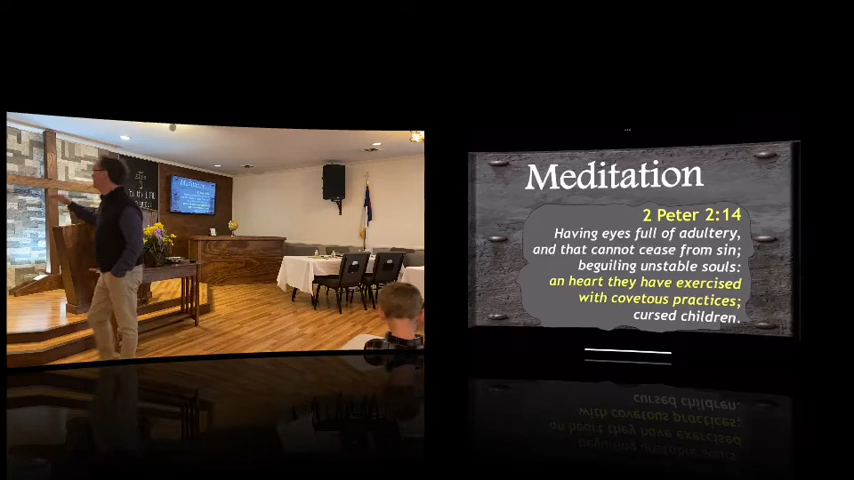 Meditation
2 Peter 2:14
Having eyes full of adultery,
and that cannot cease from sin;
beguiling unstable souls:
an heart they have exercised
with covetous practices;
cursed children.